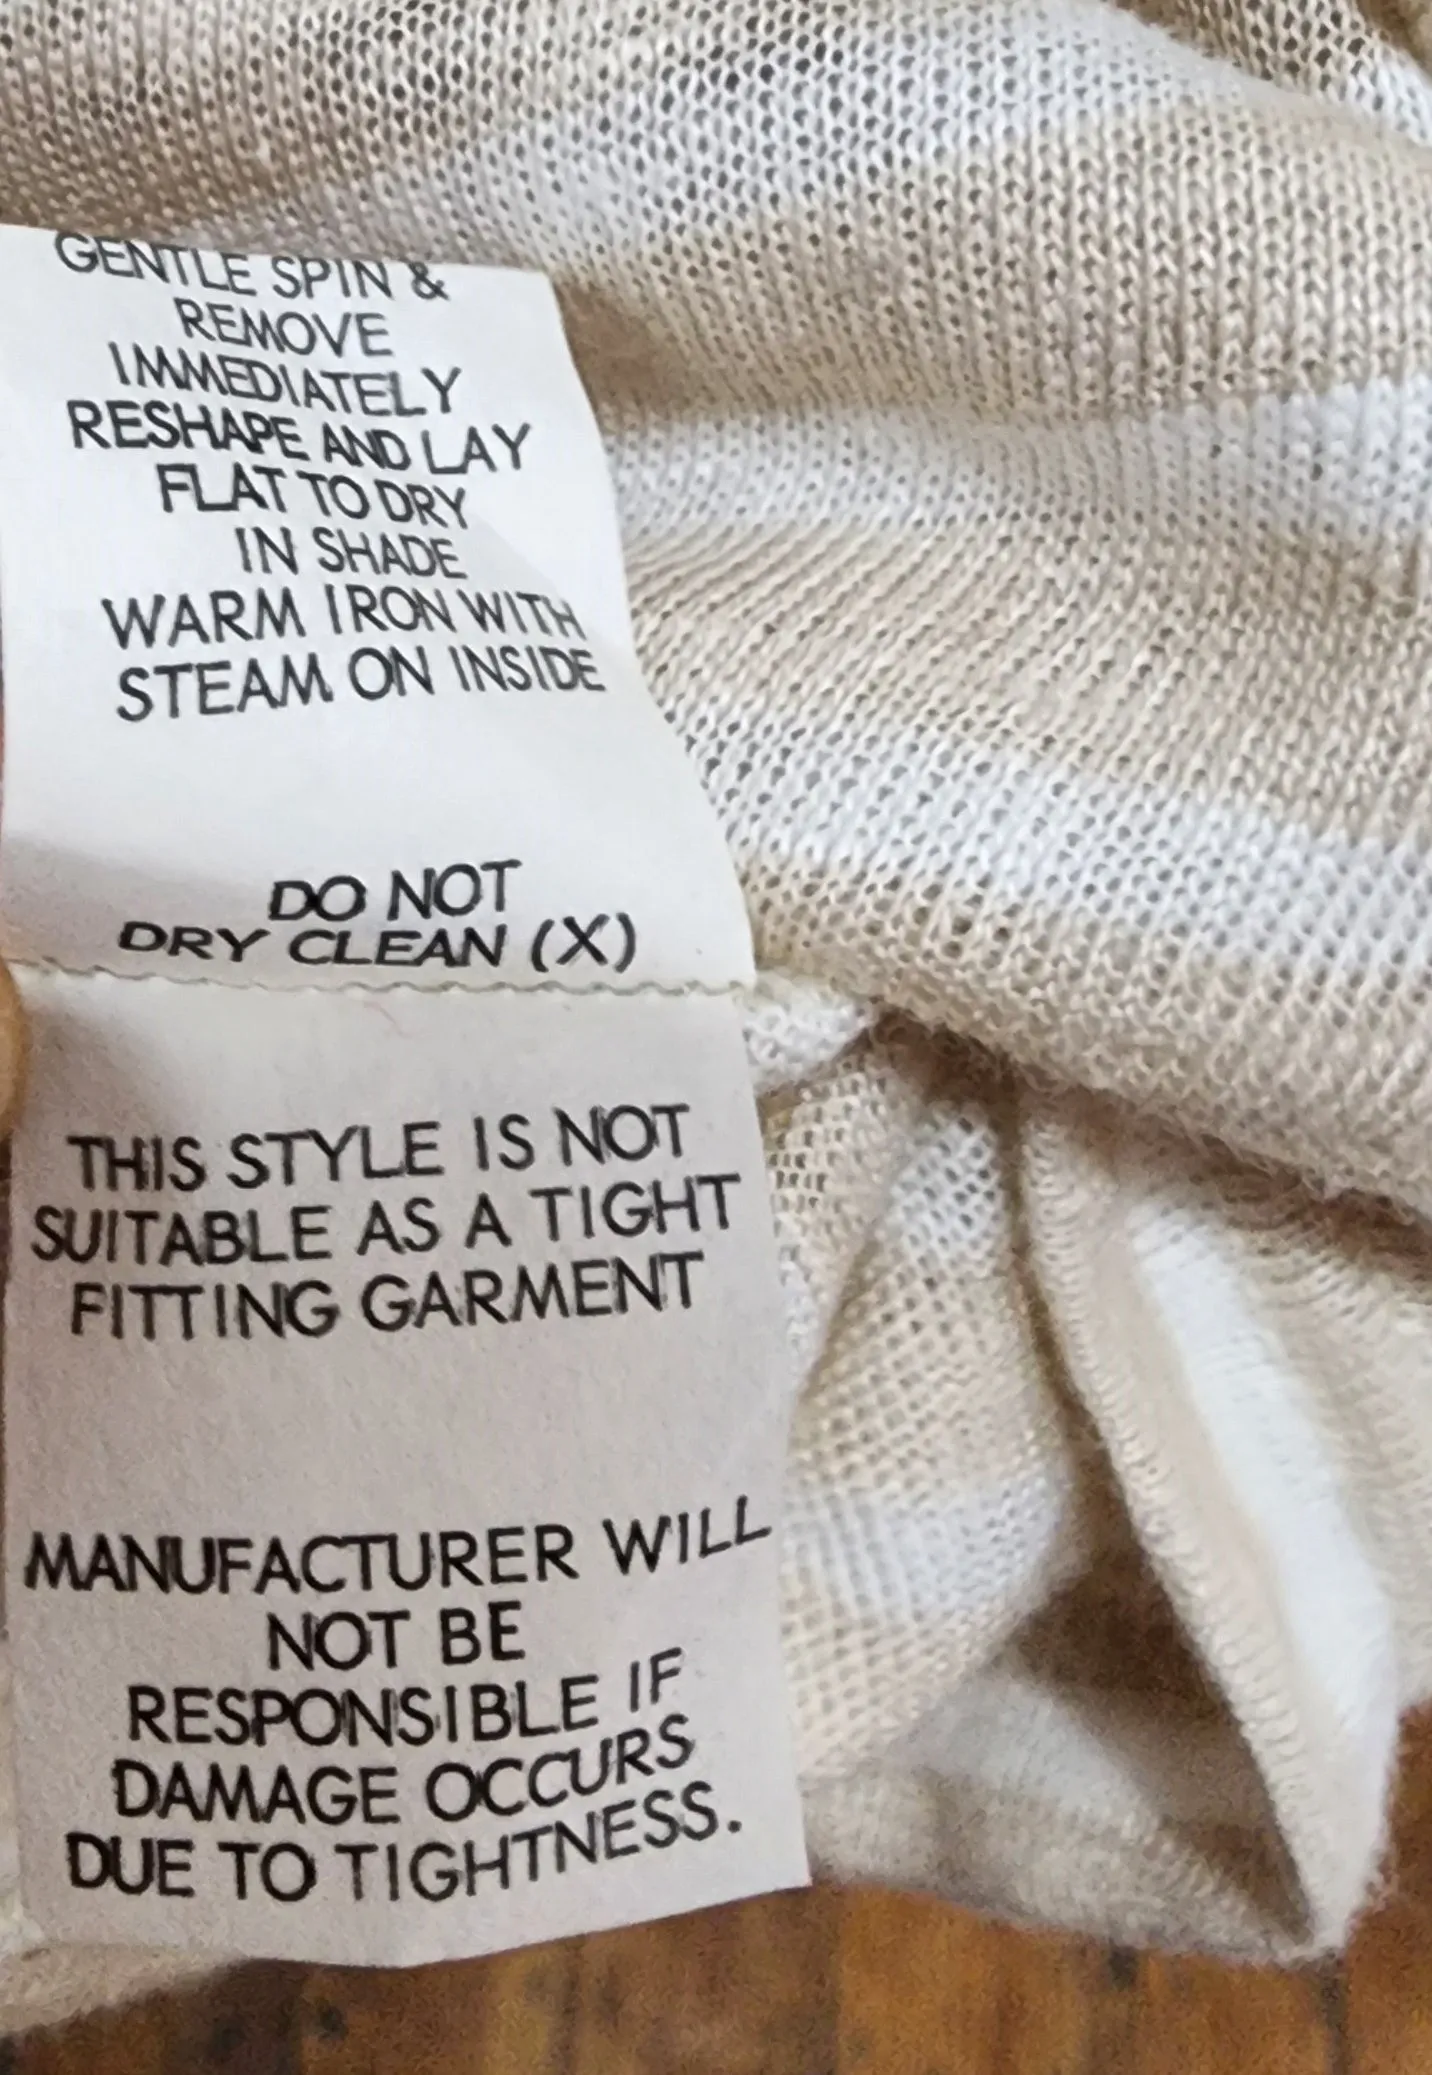 GENTLE SPIN &
REMOVE
IMMEDIATELY
RESHAPE AND LAY
FLAT TO DRY
IN SHADE
WARM IRON WITH
STEAM ON INSIDE
DO NOT
DRY CLEAN (X)
THIS STYLE IS NOT
SUITABLE AS A TIGHT
FITTING GARMENT
MANUFACTURER WILL
NOT BE
RESPONSIBLE IF
DAMAGE OCCURS
DUE TO TIGHTNESS.